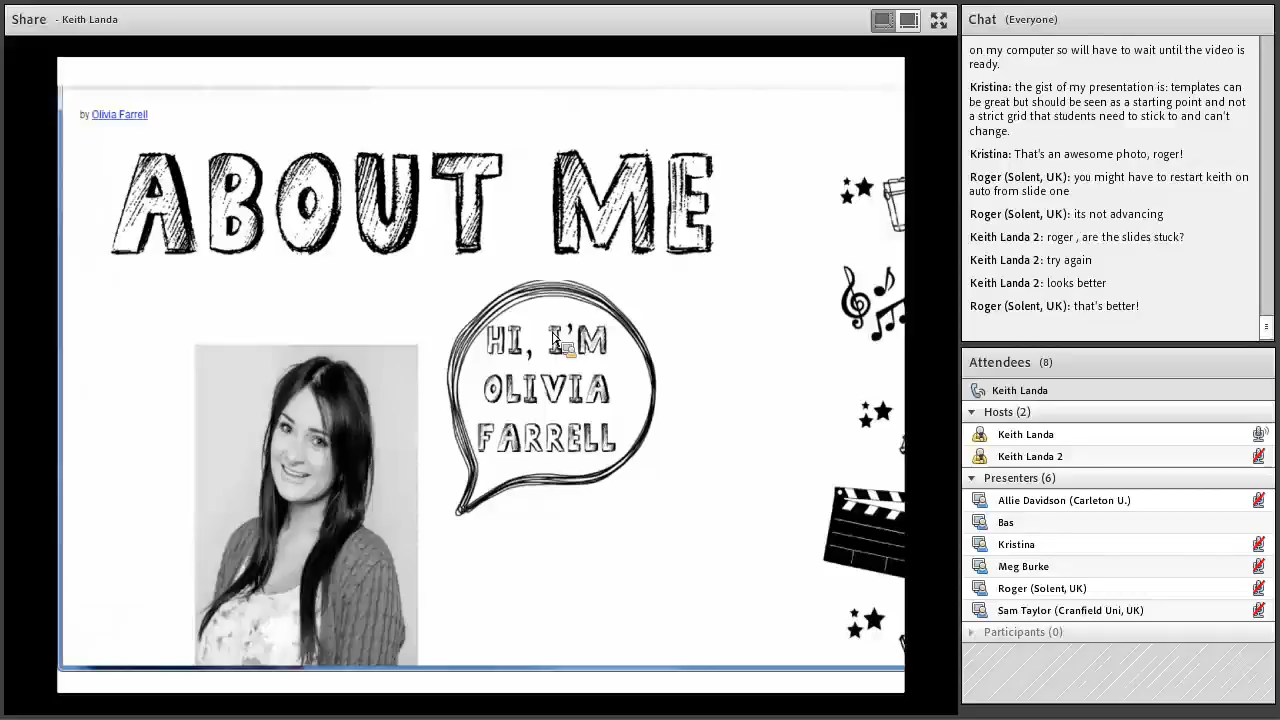 Share - Keith Landa
by Olivia Farrell
ABOUT ME
HI, I'M
OLIVIA
FARRELL
Chat (Everyone)
on my computer so will have to wait until the video is
ready.
Kristina: the gist of my presentation is: templates can
be great but should be seen as a starting point and not
a strict grid that students need to stick to and can't
change.
Kristina: That's an awesome photo, roger!
Roger (Solent, UK): you might have to restart keith on
auto from slide one
Roger (Solent, UK): its not advancing
Keith Landa 2: roger , are the slides stuck?
Keith Landa 2: try again
Keith Landa 2: looks better
Roger (Solent, UK): that's better!
Attendees (8)
Keith Landa
Hosts (2)
Keith Landa
Keith Landa 2
Presenters (6)
Allie Davidson (Carleton U.)
Bas
Kristina
Meg Burke
Roger (Solent, UK)
Sam Taylor (Cranfield Uni, UK)
Participants (0)